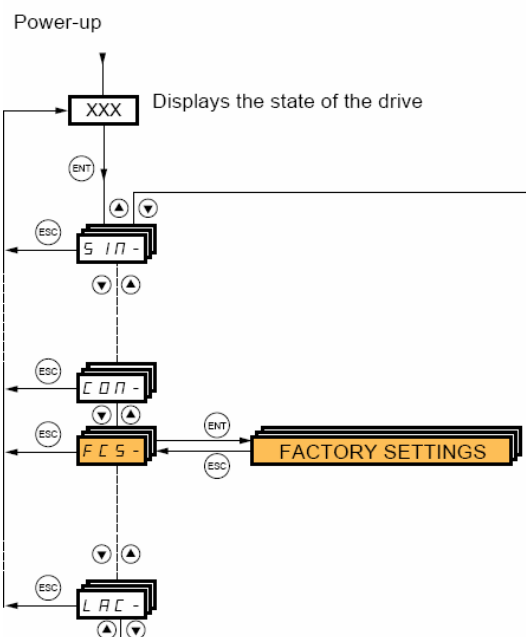 Power-up
XXX
Displays the state of the drive
ENT
ESC
SIM-
ESC
COM-
ESC
FCS-
ENT
FACTORY SETTINGS
ESC
ESC
LAC-